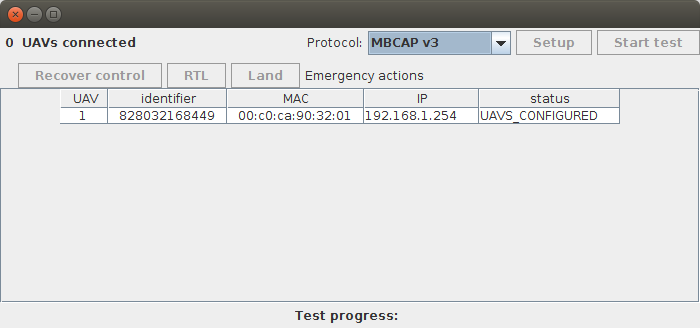 0 UAVs connected Protocol: MBCAP v3 Setup Start test
Recover control RTL Land Emergency actions
UAV identifier MAC IP status
1 828032168449 00:c0:ca:90:32:01 192.168.1.254 UAVS_CONFIGURED
Test progress: